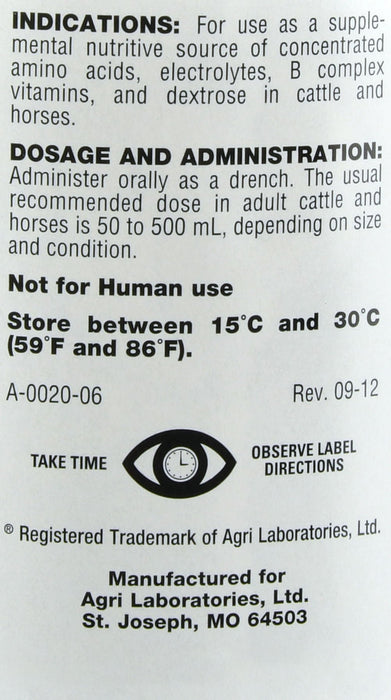 INDICATIONS: For use as a supple-
mental nutritive source of concentrated
amino acids, electrolytes, B complex
vitamins, and dextrose in cattle and
horses.
DOSAGE AND ADMINISTRATION:
Administer orally as a drench. The usual
recommended dose in adult cattle and
horses is 50 to 500 mL, depending on size
and condition.
Not for Human use
Store between 15°C and 30°C
(59°F and 86°F).
A-0020-06 Rev. 09-12
TAKE TIME OBSERVE LABEL
DIRECTIONS
® Registered Trademark of Agri Laboratories, Ltd.
Manufactured for
Agri Laboratories, Ltd.
St. Joseph, MO 64503